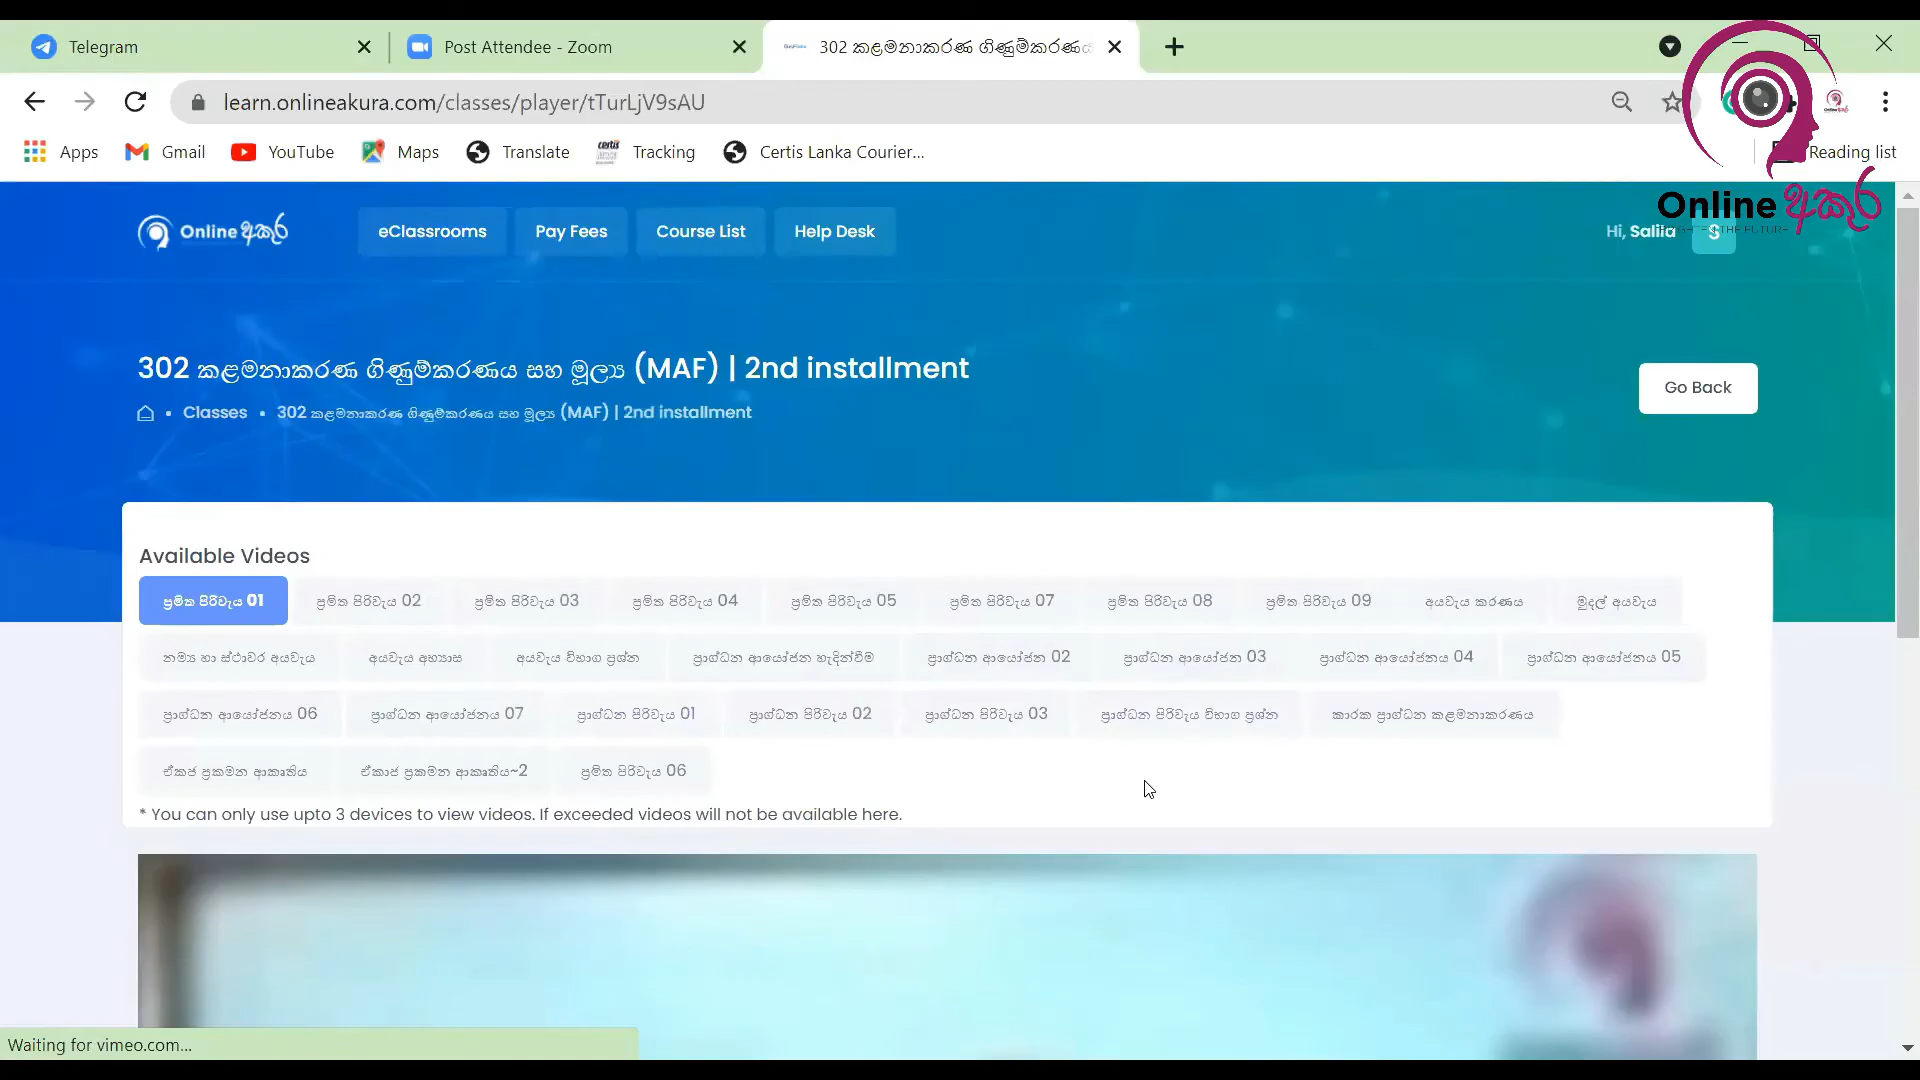 Telegram
Post Attendee - Zoom
302 කළමනාකරණ ගිණුම්කරණය
learn.onlineakura.com/classes/player/tTurLjV9sAU
Apps
Gmail
YouTube
Maps
Translate
certis
Tracking
Certis Lanka Courier...
Reading list
Online අකුර
Online අකුර
eClassrooms
Pay Fees
Course List
Help Desk
Hi, Salila
S
302 කළමනාකරණ ගිණුම්කරණය සහ මූල්‍ය (MAF) | 2nd installment
Go Back
Classes • 302 කළමනාකරණ ගිණුම්කරණය සහ මූල්‍ය (MAF) | 2nd installment
Available Videos
ප්‍රමිත පිරිවැය 01
ප්‍රමිත පිරිවැය 02
ප්‍රමිත පිරිවැය 03
ප්‍රමිත පිරිවැය 04
ප්‍රමිත පිරිවැය 05
ප්‍රමිත පිරිවැය 07
ප්‍රමිත පිරිවැය 08
ප්‍රමිත පිරිවැය 09
අයවැය කරණය
මුදල් අයවැය
නම්‍ය හා ස්ථාවර අයවැය
අයවැය අභ්‍යාස
අයවැය විභාග ප්‍රශ්න
ප්‍රාග්ධන ආයෝජන හැදින්වීම
ප්‍රාග්ධන ආයෝජන 02
ප්‍රාග්ධන ආයෝජන 03
ප්‍රාග්ධන ආයෝජනය 04
ප්‍රාග්ධන ආයෝජනය 05
ප්‍රාග්ධන ආයෝජනය 06
ප්‍රාග්ධන ආයෝජනය 07
ප්‍රාග්ධන පිරිවැය 01
ප්‍රාග්ධන පිරිවැය 02
ප්‍රාග්ධන පිරිවැය 03
ප්‍රාග්ධන පිරිවැය විභාග ප්‍රශ්න
කාරක ප්‍රාග්ධන කළමනාකරණය
ඒකජ ප්‍රකමන ආකෘතිය
ඒකාජ ප්‍රකමන ආකෘතිය~2
ප්‍රමිත පිරිවැය 06
* You can only use upto 3 devices to view videos. If exceeded videos will not be available here.
Waiting for vimeo.com...